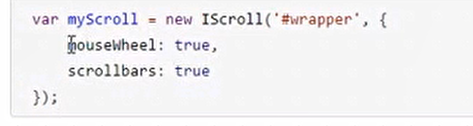 var myScroll = new IScroll('#wrapper', {
    mouseWheel: true,
    scrollbars: true
});